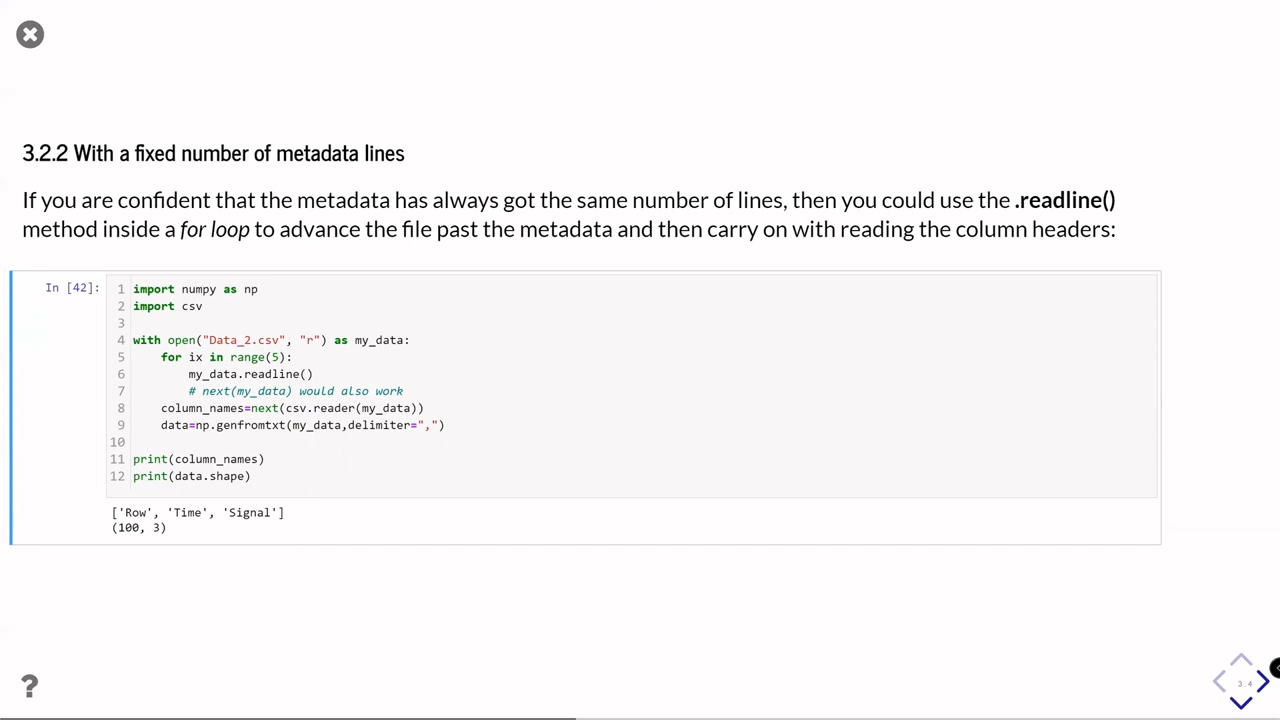 3.2.2 With a fixed number of metadata lines
If you are confident that the metadata has always got the same number of lines, then you could use the .readline()
method inside a for loop to advance the file past the metadata and then carry on with reading the column headers:
In [42]:
1 import numpy as np
2 import csv
3
4 with open("Data_2.csv", "r") as my_data:
5     for ix in range(5):
6         my_data.readline()
7         # next(my_data) would also work
8     column_names=next(csv.reader(my_data))
9     data=np.genfromtxt(my_data,delimiter=",")
10
11 print(column_names)
12 print(data.shape)
['Row', 'Time', 'Signal']
(100, 3)
?
3.4